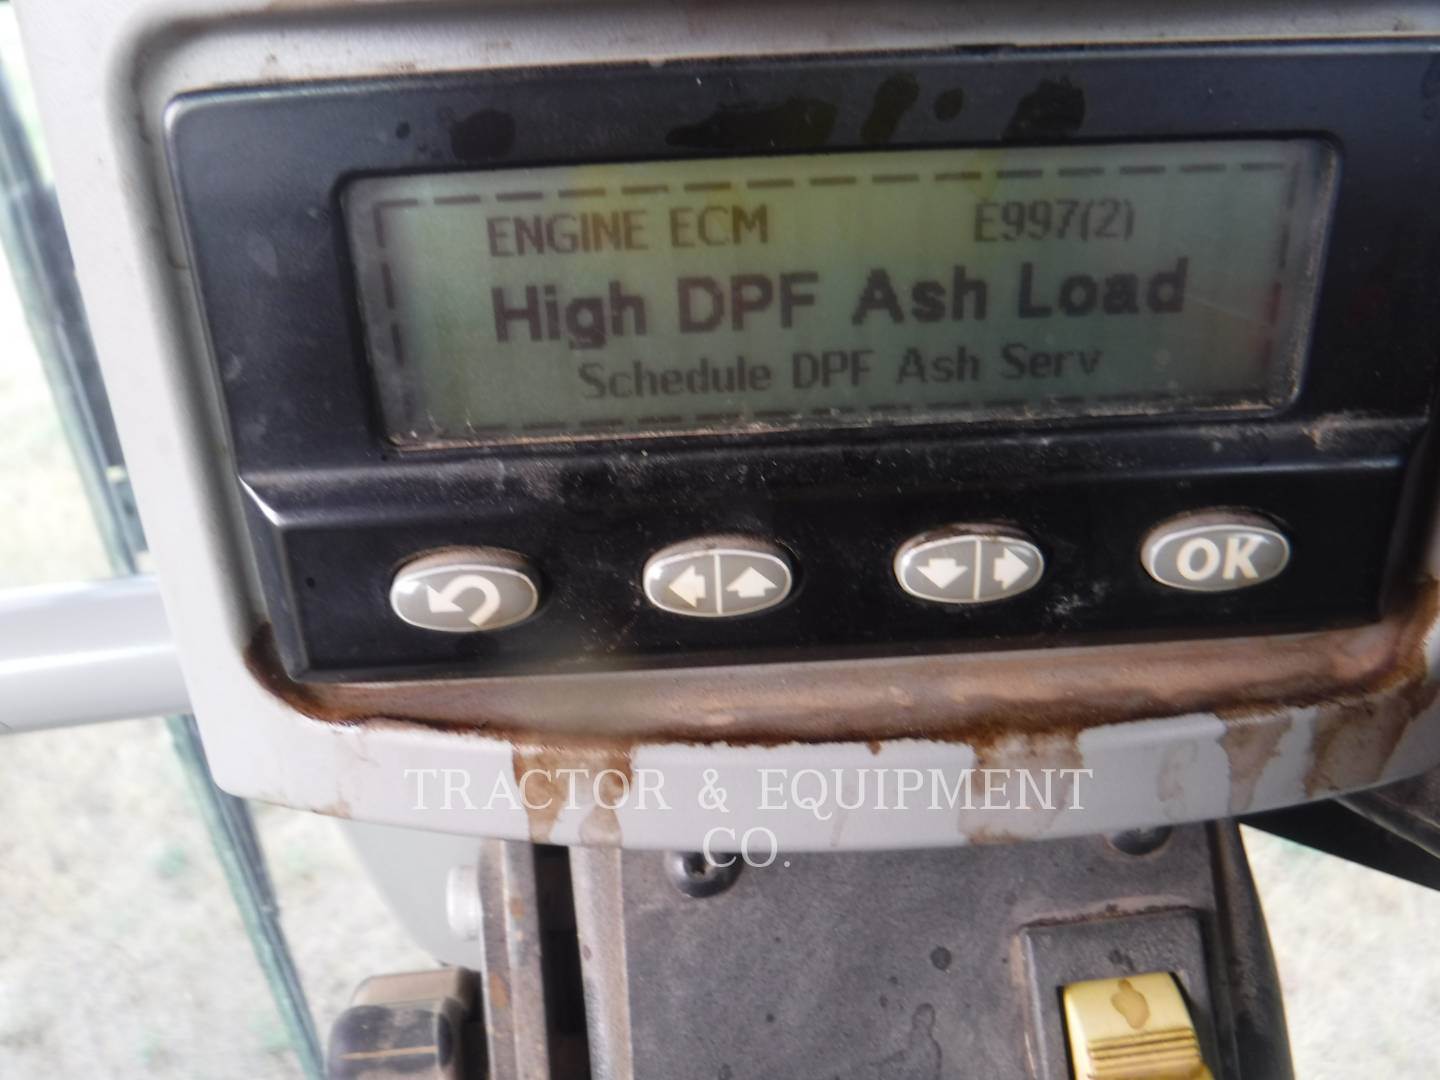 ENGINE ECM E997(2)
High DPF Ash Load
Schedule DPF Ash Serv
OK
TRACTOR & EQUIPMENT
CO.